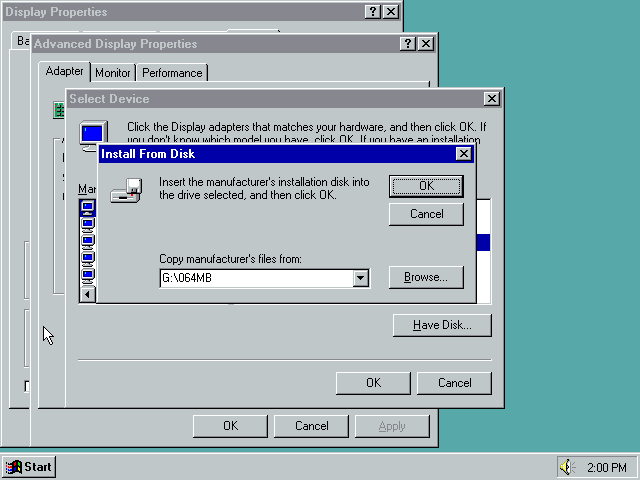 Display Properties
Ba
Advanced Display Properties
Adapter
Monitor
Performance
Select Device
Click the Display adapters that matches your hardware, and then click OK. If
you don't know which model you have, click OK. If you have an installation
Install From Disk
Insert the manufacturer's installation disk into
the drive selected, and then click OK.
OK
Cancel
Man
Copy manufacturer's files from:
G:\064MB
Browse...
Have Disk...
OK
Cancel
OK
Cancel
Apply
Start
2:00 PM